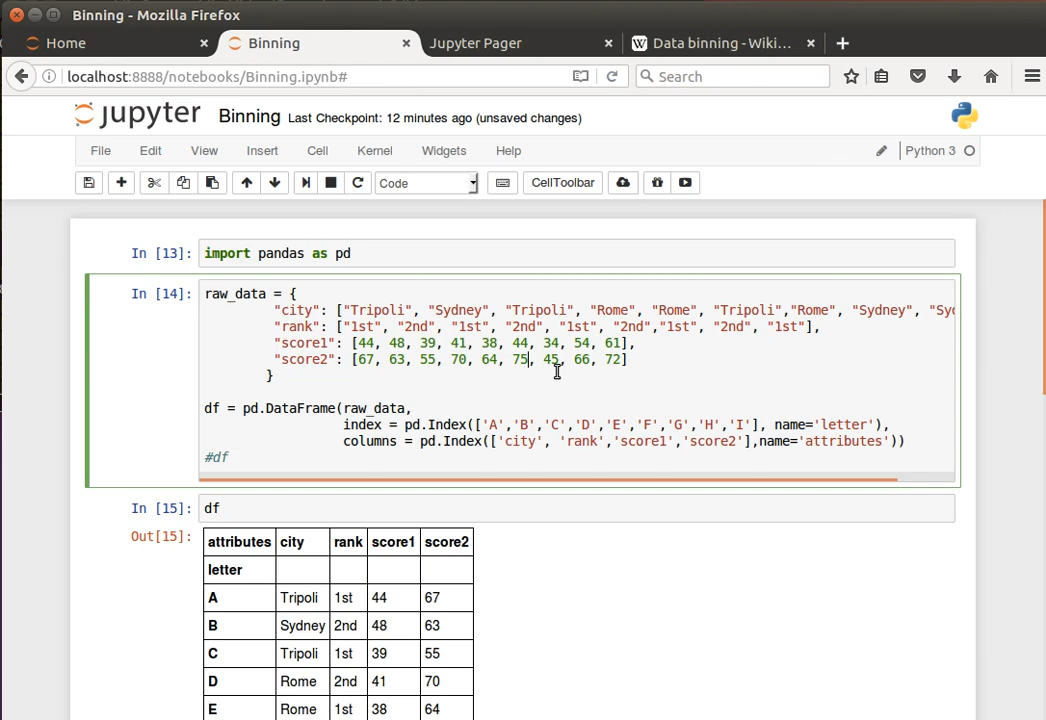 Binning - Mozilla Firefox
Home × Binning × Jupyter Pager × W Data binning - Wiki... ×
localhost:8888/notebooks/Binning.ipynb# Search
jupyter Binning Last Checkpoint: 12 minutes ago (unsaved changes)
File Edit View Insert Cell Kernel Widgets Help Python 3
Code CellToolbar
In [13]: import pandas as pd
In [14]: raw_data = {
"city": ["Tripoli", "Sydney", "Tripoli", "Rome", "Rome", "Tripoli","Rome", "Sydney", "Sy
"rank": ["1st", "2nd", "1st", "2nd", "1st", "2nd","1st", "2nd", "1st"],
"score1": [44, 48, 39, 41, 38, 44, 34, 54, 61],
"score2": [67, 63, 55, 70, 64, 75, 45, 66, 72]
}
df = pd.DataFrame(raw_data,
index = pd.Index(['A','B','C','D','E','F','G','H','I'], name='letter'),
columns = pd.Index(['city', 'rank','score1','score2'],name='attributes'))
#df
In [15]: df
Out[15]: attributes city rank score1 score2
letter
A Tripoli 1st 44 67
B Sydney 2nd 48 63
C Tripoli 1st 39 55
D Rome 2nd 41 70
E Rome 1st 38 64